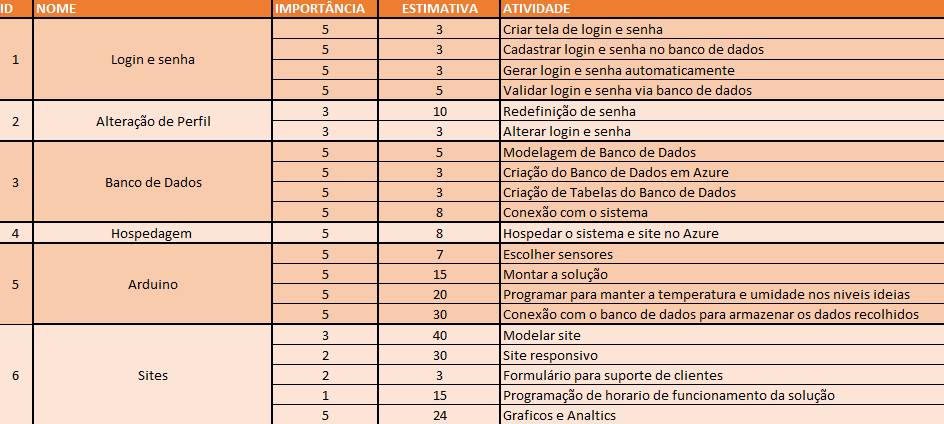 ID NOME IMPORTÂNCIA ESTIMATIVA ATIVIDADE
5 3 Criar tela de login e senha
5 3 Cadastrar login e senha no banco de dados
1 Login e senha
5 3 Gerar login e senha automaticamente
5 5 Validar login e senha via banco de dados
3 10 Redefinição de senha
2 Alteração de Perfil
3 3 Alterar login e senha
5 5 Modelagem de Banco de Dados
5 3 Criação do Banco de Dados em Azure
3 Banco de Dados
5 3 Criação de Tabelas do Banco de Dados
5 8 Conexão com o sistema
4 Hospedagem 5 8 Hospedar o sistema e site no Azure
5 7 Escolher sensores
5 15 Montar a solução
5 Arduino
5 20 Programar para manter a temperatura e umidade nos niveis ideias
5 30 Conexão com o banco de dados para armazenar os dados recolhidos
3 40 Modelar site
2 30 Site responsivo
6 Sites 2 3 Formulário para suporte de clientes
1 15 Programação de horario de funcionamento da solução
5 24 Graficos e Analtics